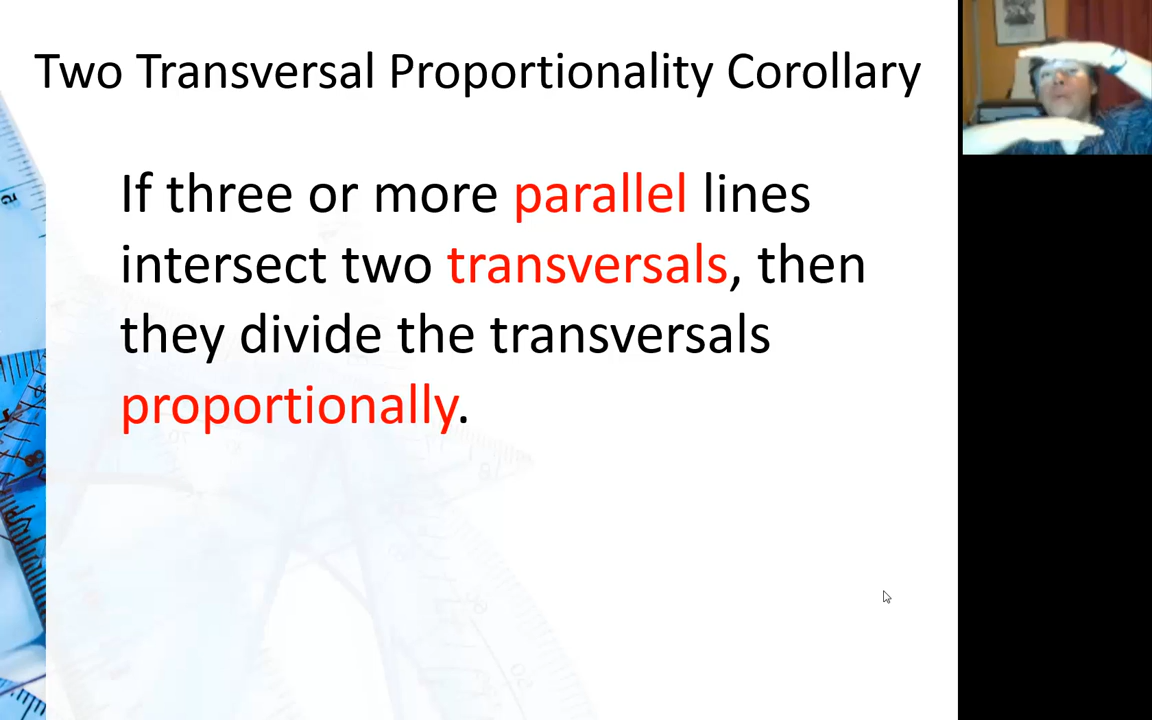 Two Transversal Proportionality Corollary
If three or more parallel lines
intersect two transversals, then
they divide the transversals
proportionally.